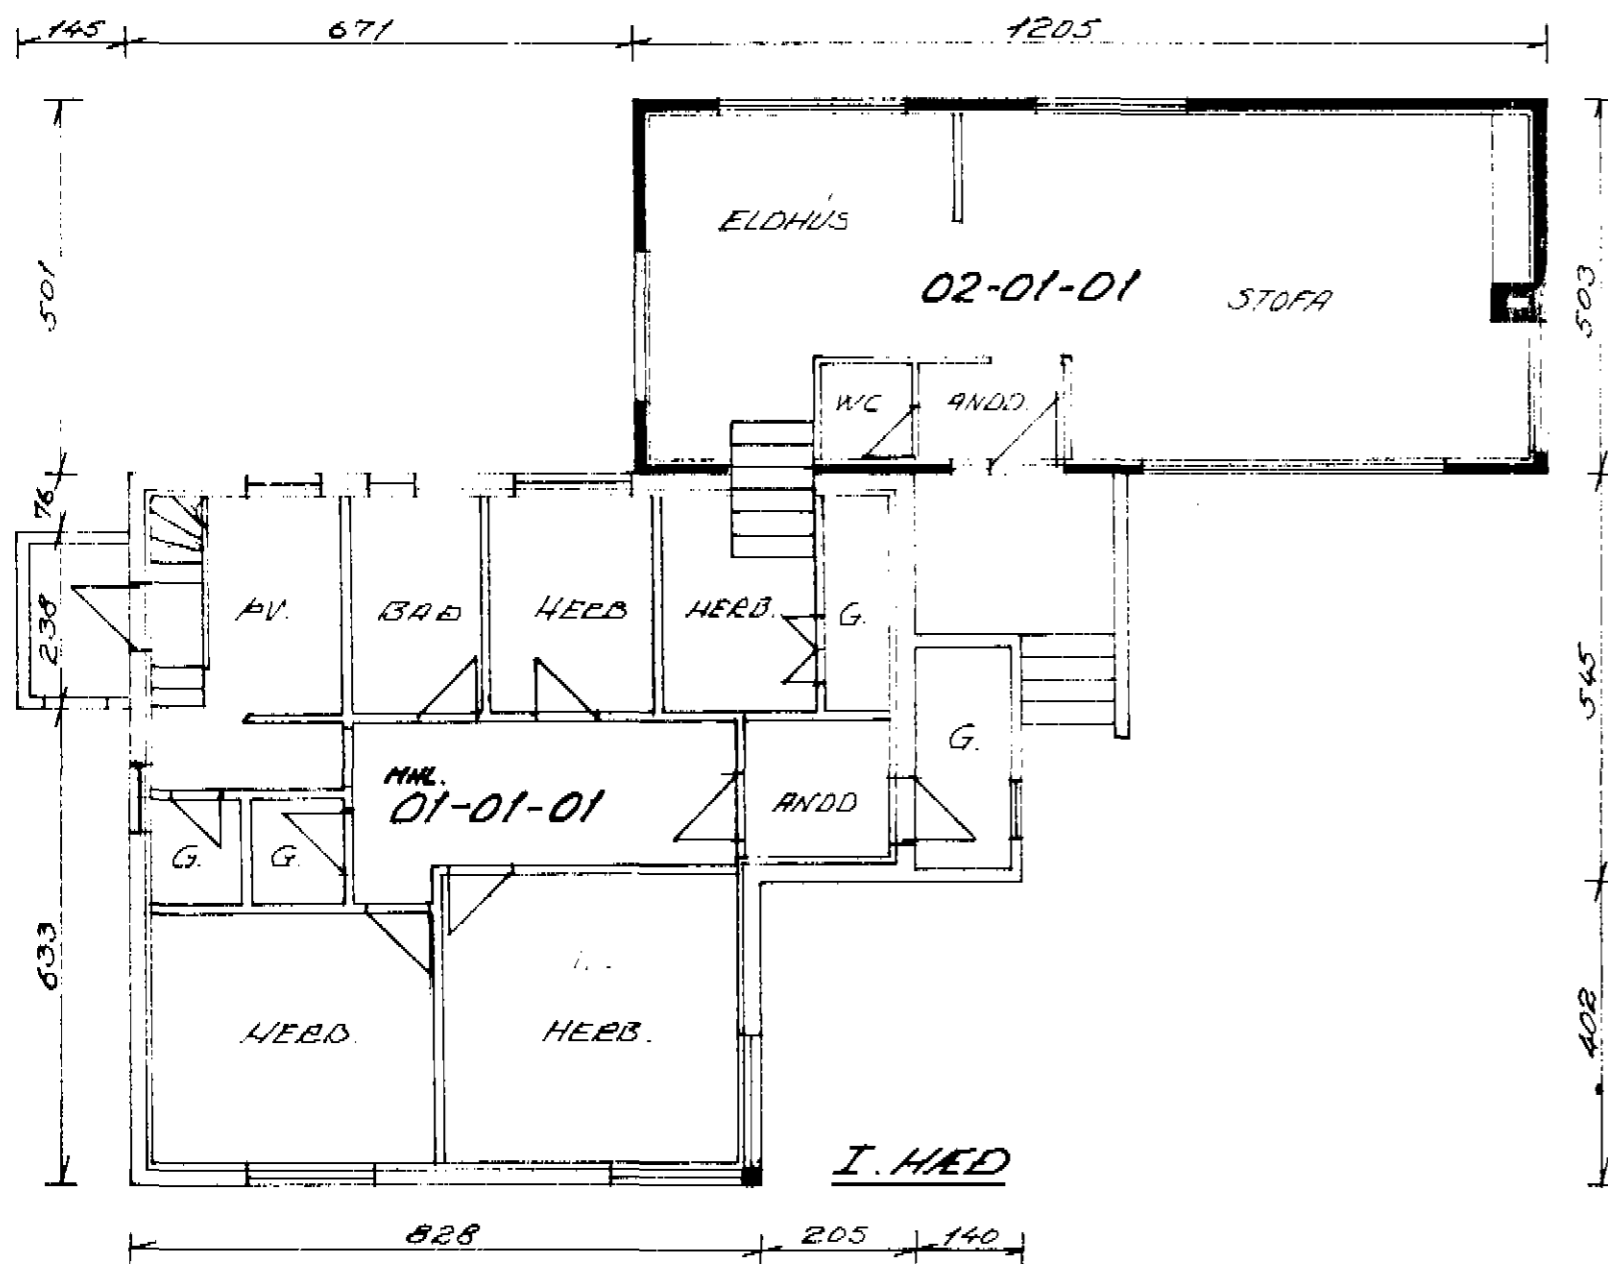 145 671 1205
501
ELDHÚS
02-01-01
STOFA
503
WC
ANDD.
76
238
ÞV.
BAÐ
HERB
HERB.
G.
545
G.
MHL.
01-01-01
ANDD
G.
G.
633
HERB.
HERB.
402
I. HÆÐ
828 205 140